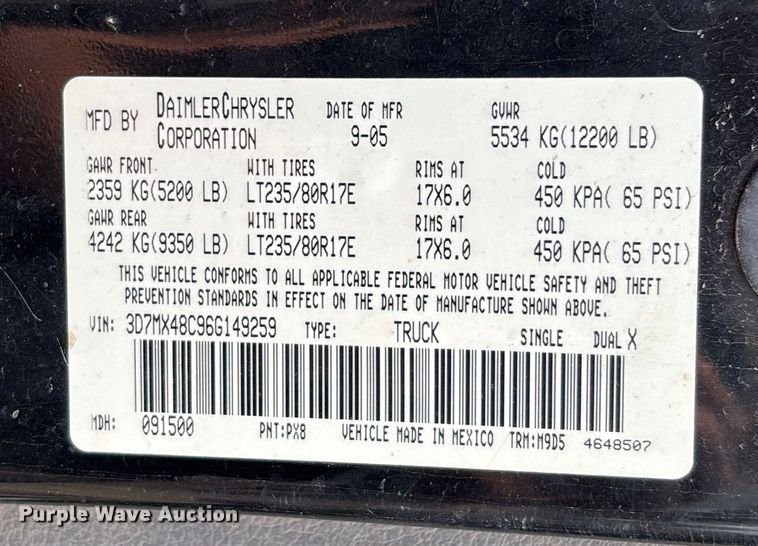 MFD BY DAIMLERCHRYSLER CORPORATION DATE OF MFR 9-05 GVWR 5534 KG(12200 LB)
GAWR FRONT WITH TIRES RIMS AT COLD
2359 KG(5200 LB) LT235/80R17E 17X6.0 450 KPA( 65 PSI)
GAWR REAR WITH TIRES RIMS AT COLD
4242 KG(9350 LB) LT235/80R17E 17X6.0 450 KPA( 65 PSI)
THIS VEHICLE CONFORMS TO ALL APPLICABLE FEDERAL MOTOR VEHICLE SAFETY AND THEFT
PREVENTION STANDARDS IN EFFECT ON THE DATE OF MANUFACTURE SHOWN ABOVE.
VIN: 3D7MX48C96G149259 TYPE: TRUCK SINGLE DUAL X
MDH: 091500 PNT:PX8 VEHICLE MADE IN MEXICO TRM:M9D5 4648507
Purple Wave Auction